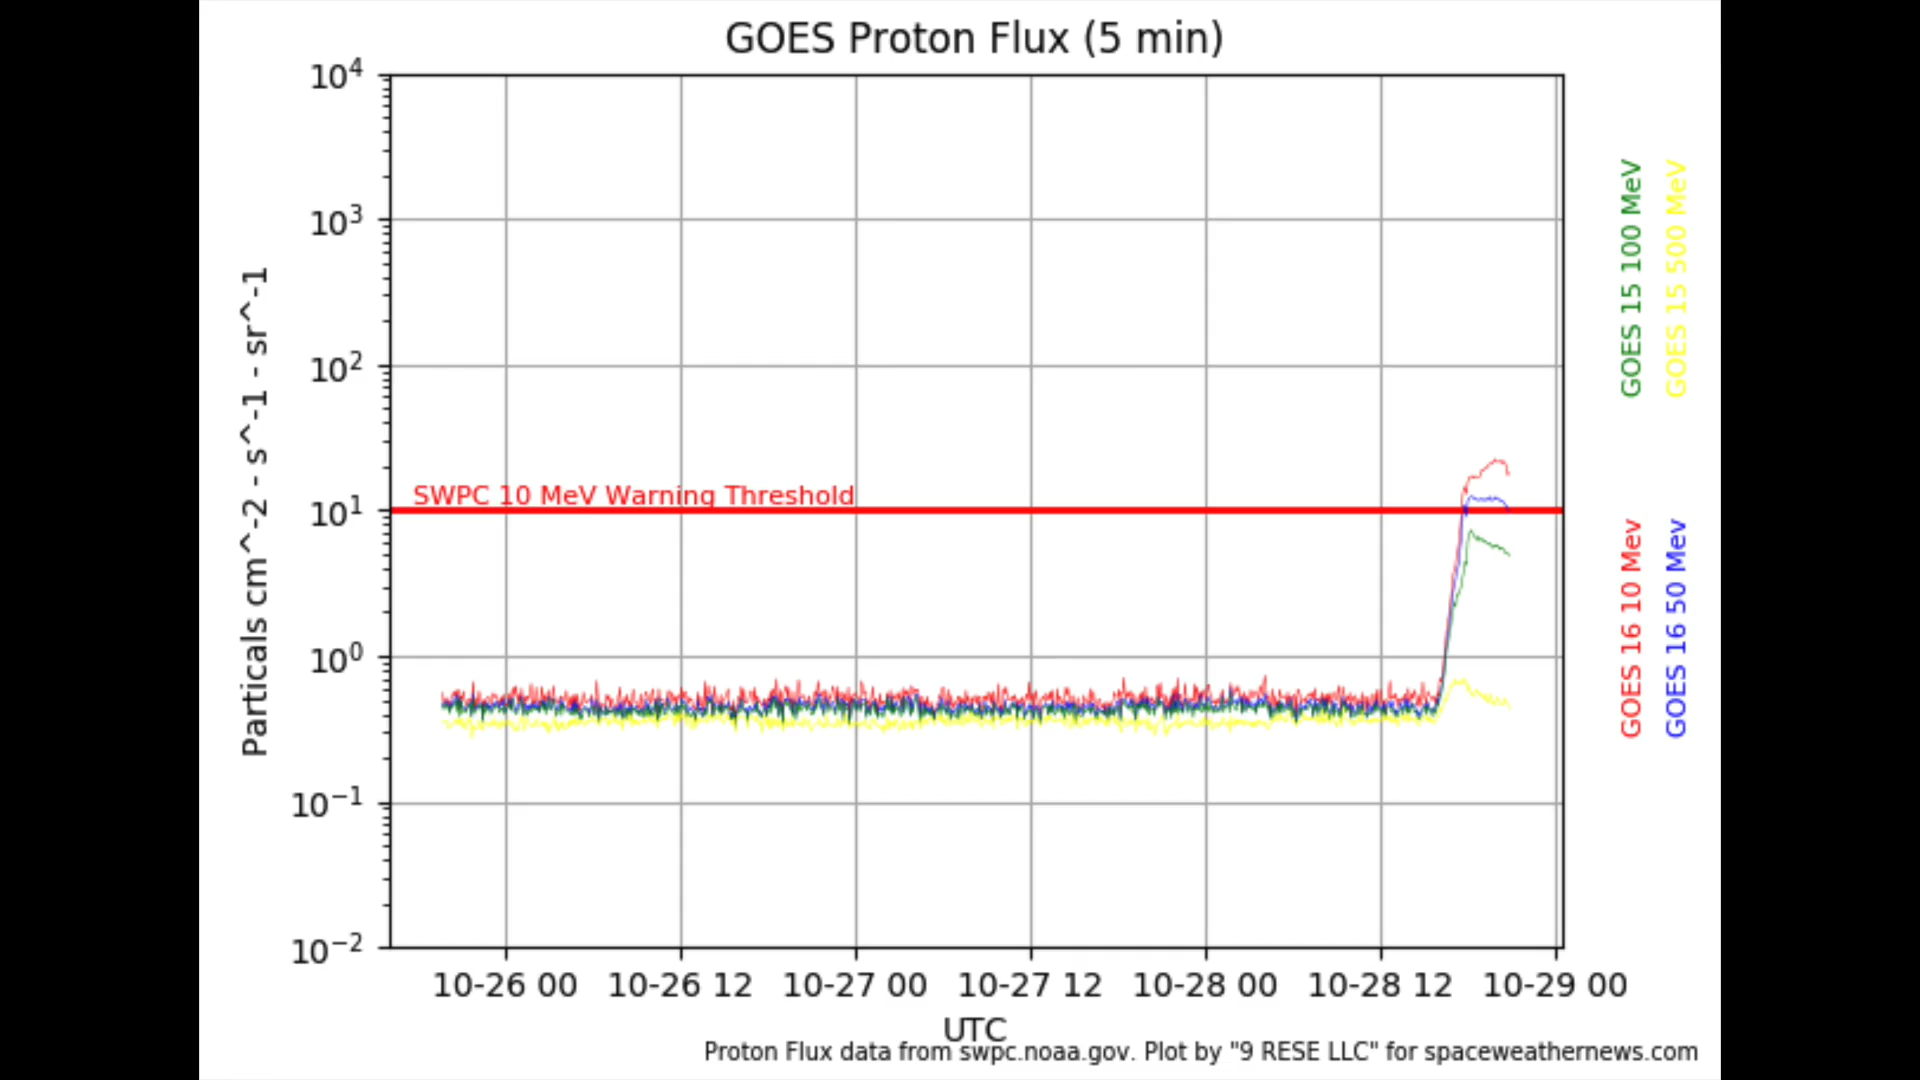 GOES Proton Flux (5 min)
10^4
10^3
10^2
10^1
10^0
10^-1
10^-2
Particals cm^-2 - s^-1 - sr^-1
SWPC 10 MeV Warning Threshold
GOES 15 100 MeV
GOES 15 500 MeV
GOES 16 10 Mev
GOES 16 50 Mev
10-26 00 10-26 12 10-27 00 10-27 12 10-28 00 10-28 12 10-29 00
UTC
Proton Flux data from swpc.noaa.gov. Plot by "9 RESE LLC" for spaceweathernews.com